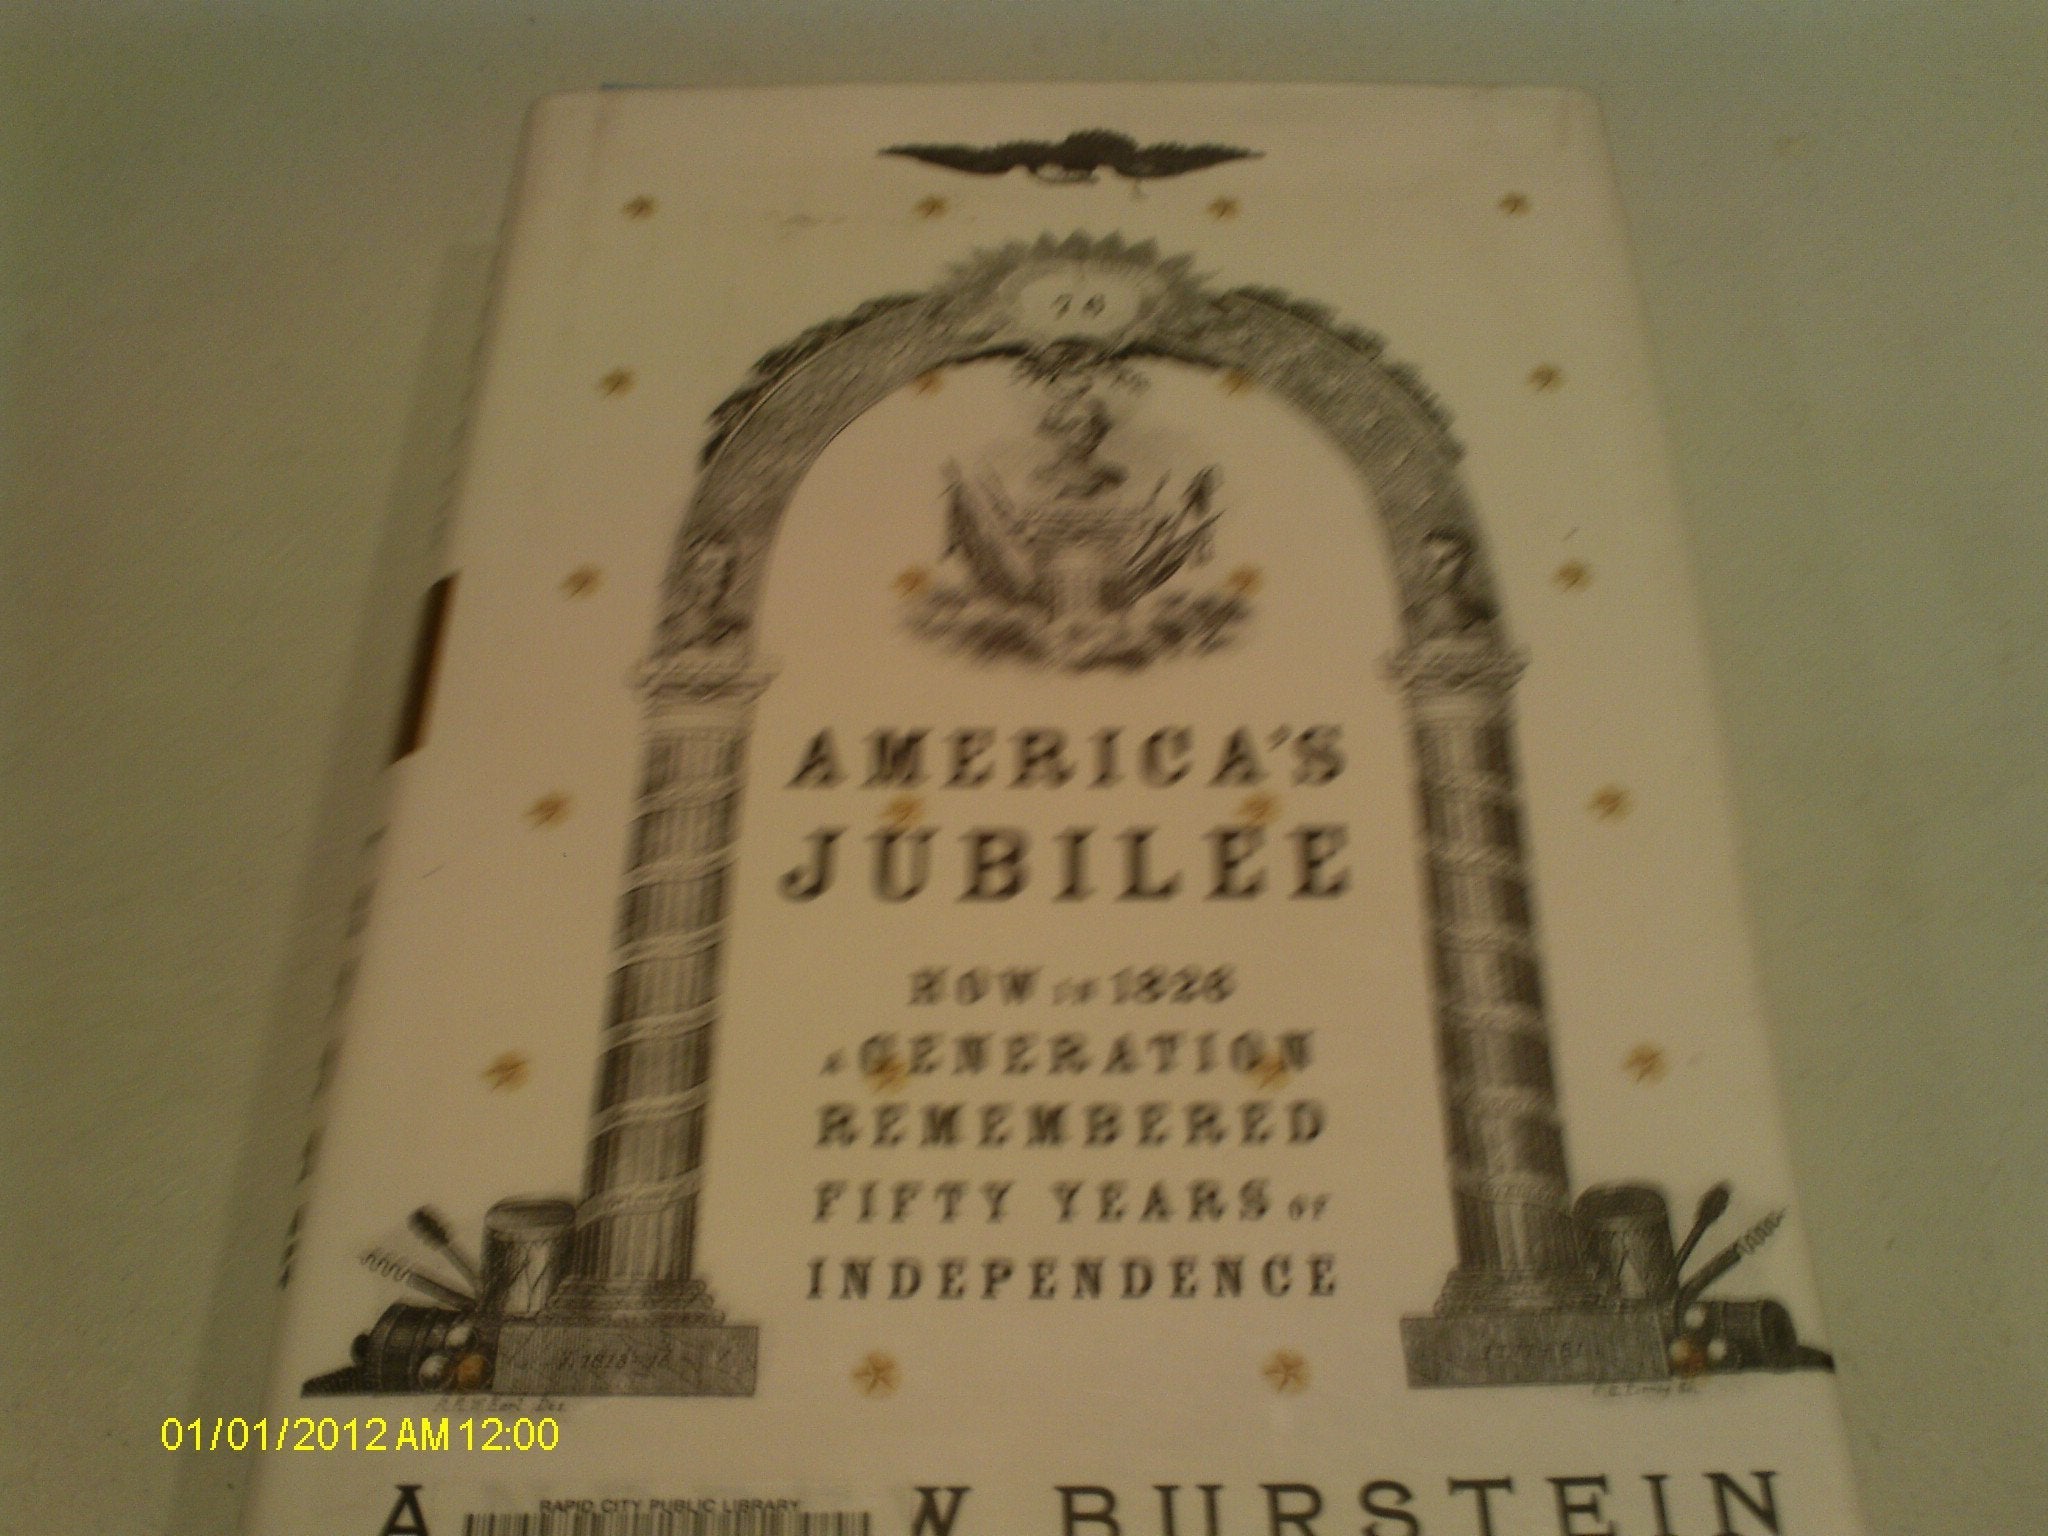 76
AMERICA'S
JUBILEE
HOW IN 1826
A GENERATION
REMEMBERED
FIFTY YEARS OF
INDEPENDENCE
01/01/2012 AM 12:00
RAPID CITY PUBLIC LIBRARY
A W BURSTEIN